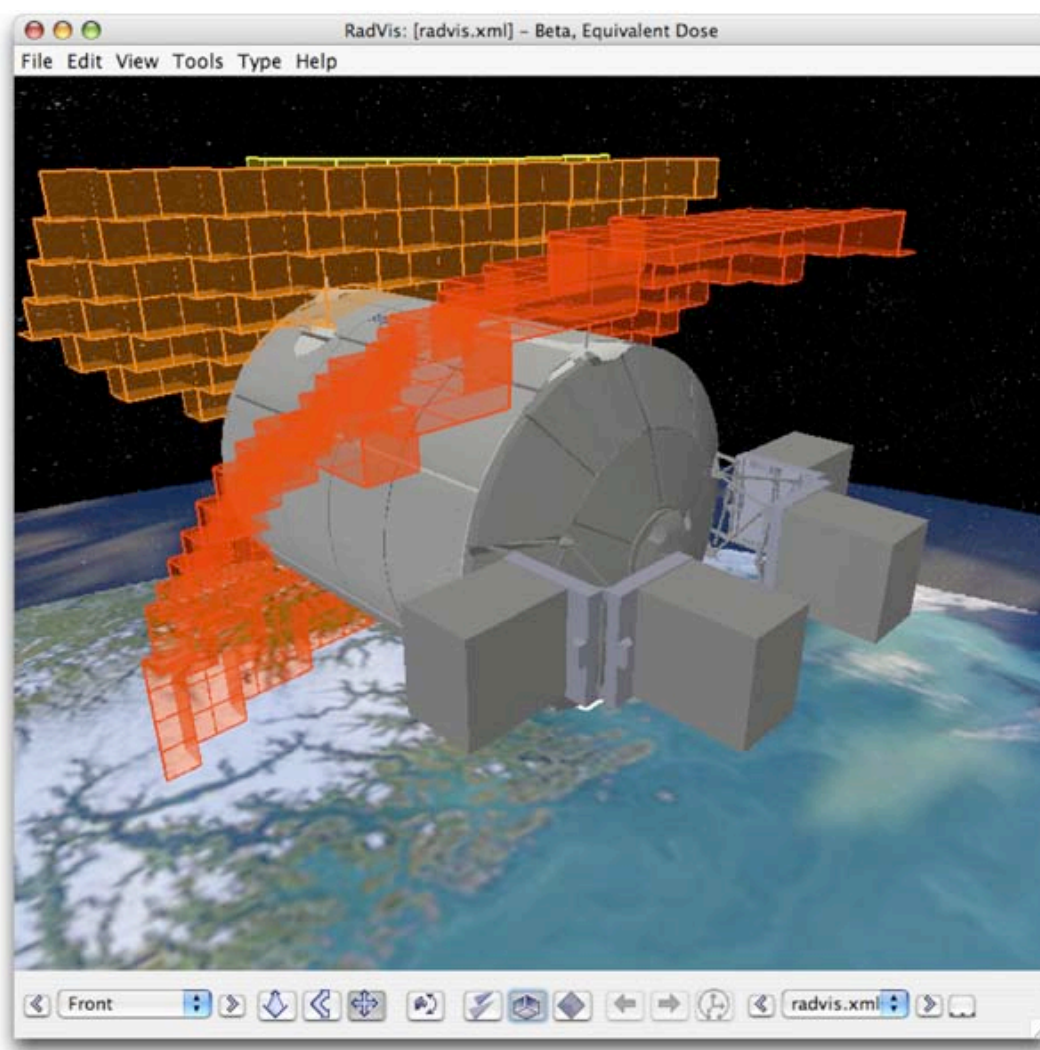 RadVis: [radvis.xml] – Beta, Equivalent Dose
File Edit View Tools Type Help
Front radvis.xml